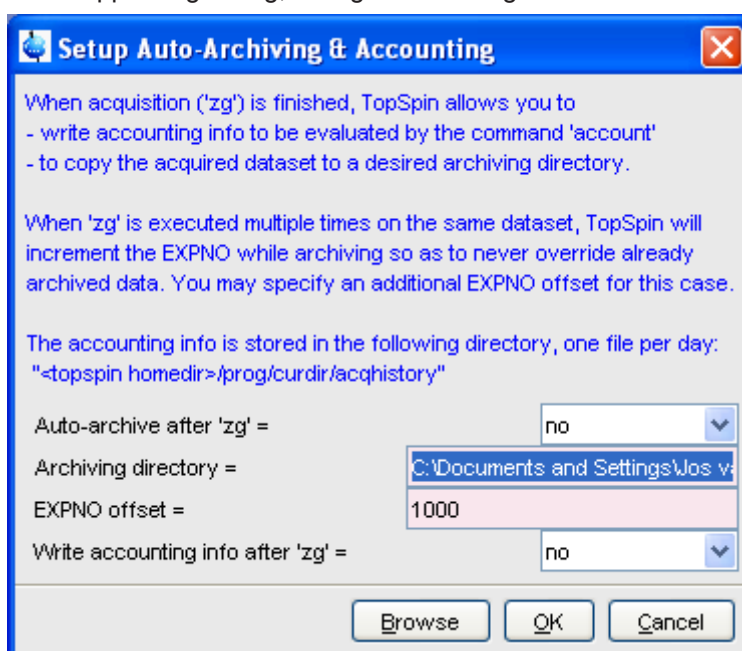 Setup Auto-Archiving & Accounting
When acquisition ('zg') is finished, TopSpin allows you to
- write accounting info to be evaluated by the command 'account'
- to copy the acquired dataset to a desired archiving directory.
When 'zg' is executed multiple times on the same dataset, TopSpin will
increment the EXPNO while archiving so as to never override already
archived data. You may specify an additional EXPNO offset for this case.
The accounting info is stored in the following directory, one file per day:
"<topspin homedir>/prog/curdir/acqhistory"
Auto-archive after 'zg' = no
Archiving directory = C:\Documents and Settings\Jos
EXPNO offset = 1000
Write accounting info after 'zg' = no
Browse OK Cancel